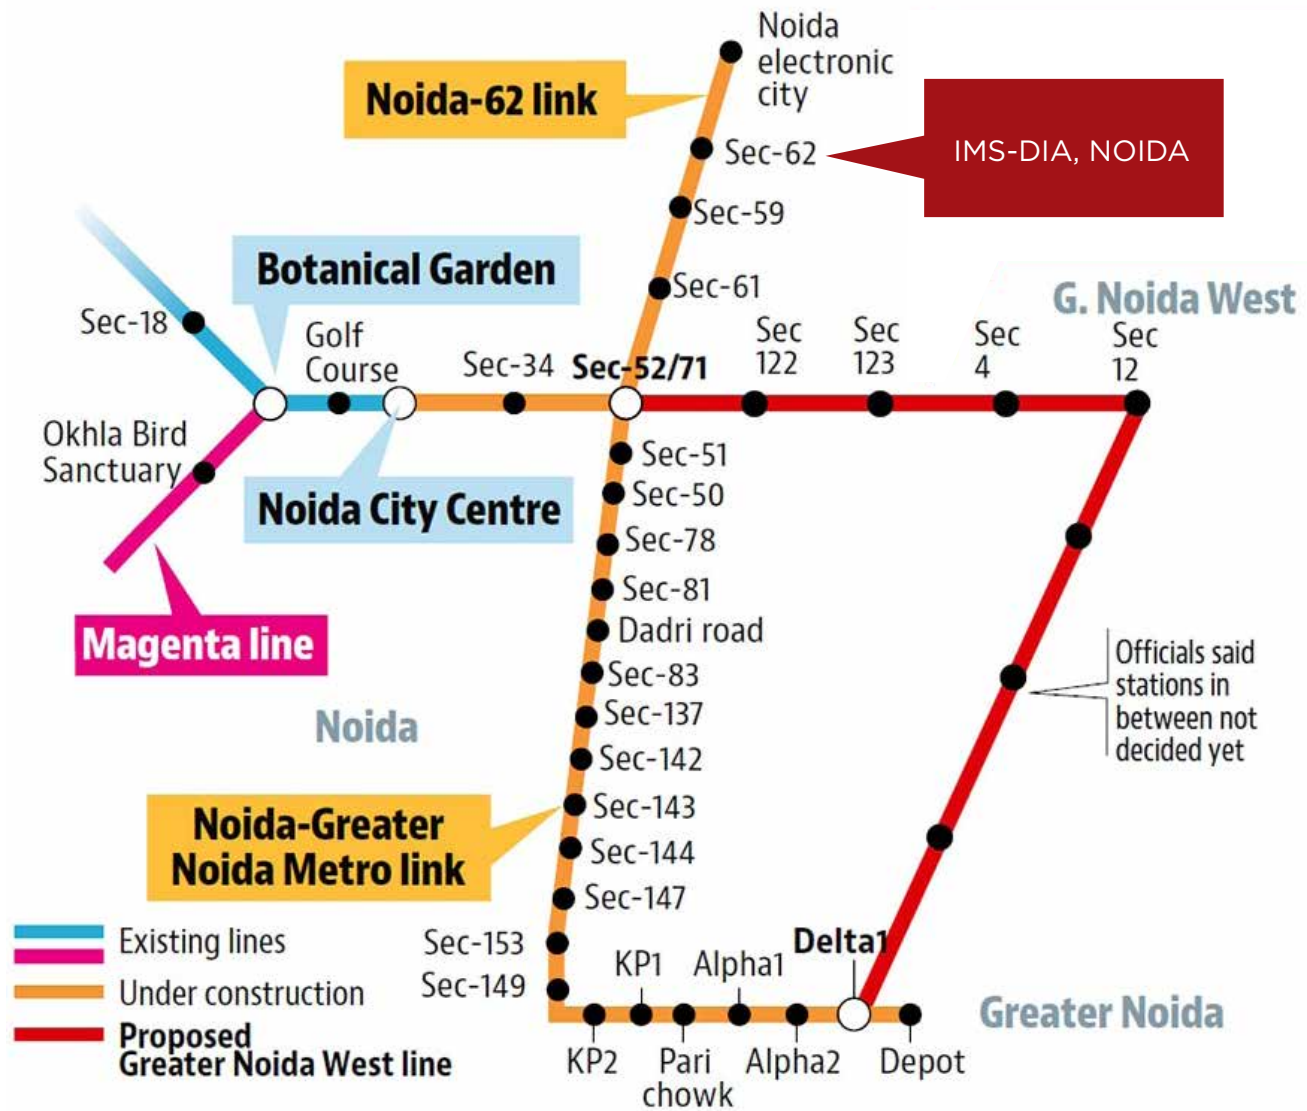 Noida
electronic
city
Noida-62 link
Sec-62
IMS-DIA, NOIDA
Sec-59
Botanical Garden
Sec-61
G. Noida West
Sec-18
Golf
Course
Sec-34
Sec-52/71
Sec
122
Sec
123
Sec
4
Sec
12
Okhla Bird
Sanctuary
Sec-51
Noida City Centre
Sec-50
Sec-78
Sec-81
Magenta line
Dadri road
Officials said
stations in
between not
decided yet
Sec-83
Noida
Sec-137
Sec-142
Noida-Greater
Noida Metro link
Sec-143
Sec-144
Sec-147
Existing lines
Under construction
Proposed
Greater Noida West line
Sec-153
Sec-149
KP1
Alpha1
Delta1
Greater Noida
KP2
Pari
chowk
Alpha2
Depot